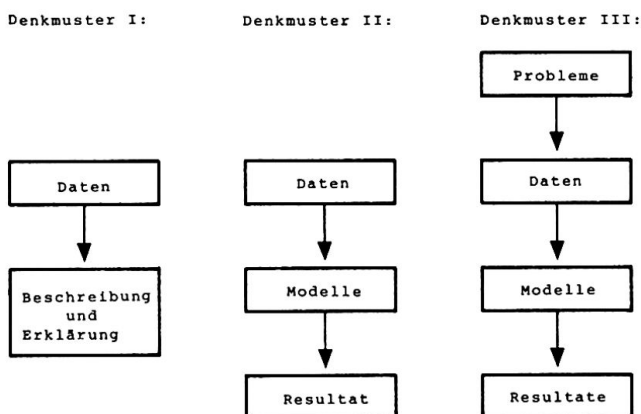 Denkmuster I:
Denkmuster II:
Denkmuster III:
Probleme
Daten
Daten
Daten
Beschreibung
und
Erklärung
Modelle
Modelle
Resultat
Resultate